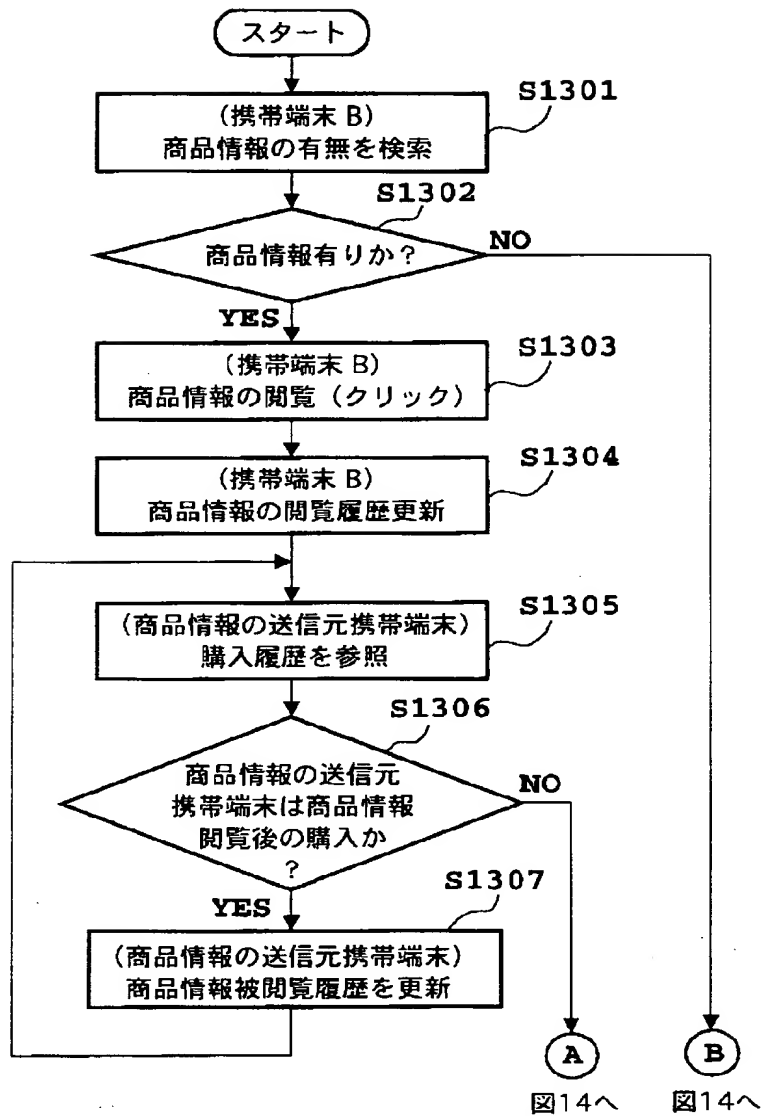 スタート
S1301
(携帯端末 B)
商品情報の有無を検索
S1302
商品情報有りか?
NO
YES
S1303
(携帯端末 B)
商品情報の閲覧(クリック)
S1304
(携帯端末 B)
商品情報の閲覧履歴更新
S1305
(商品情報の送信元携帯端末)
購入履歴を参照
S1306
商品情報の送信元
携帯端末は商品情報
閲覧後の購入か
?
NO
YES
S1307
(商品情報の送信元携帯端末)
商品情報被閲覧履歴を更新
A
B
図14へ
図14へ